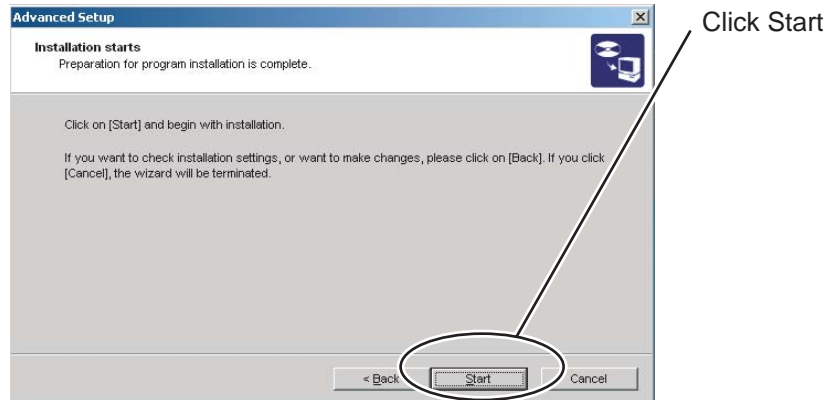 Advanced Setup
Click Start
Installation starts
Preparation for program installation is complete.
Click on [Start] and begin with installation.
If you want to check installation settings, or want to make changes, please click on [Back]. If you click
[Cancel], the wizard will be terminated.
< Back
Start
Cancel